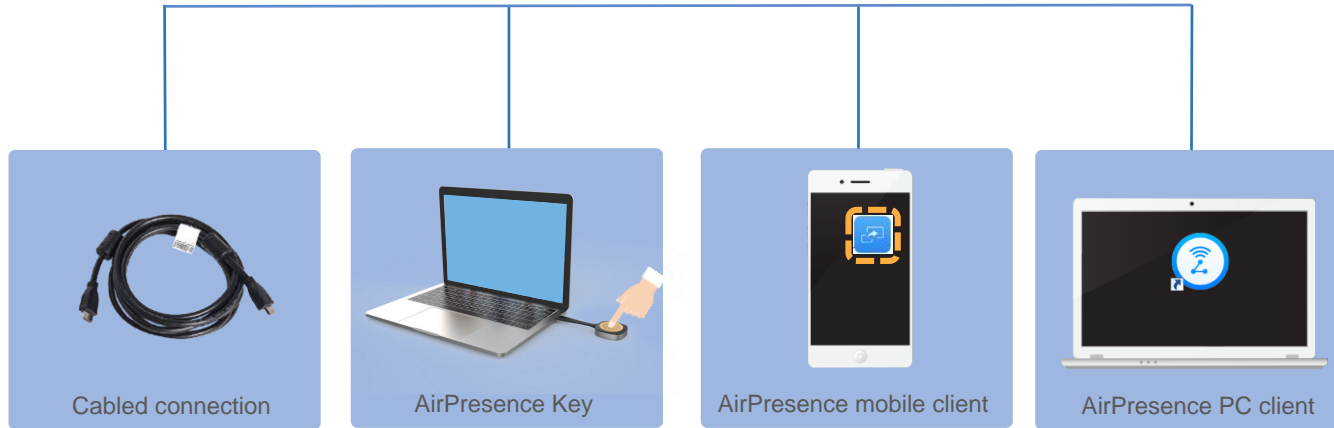 Cabled connection
AirPresence Key
AirPresence mobile client
AirPresence PC client